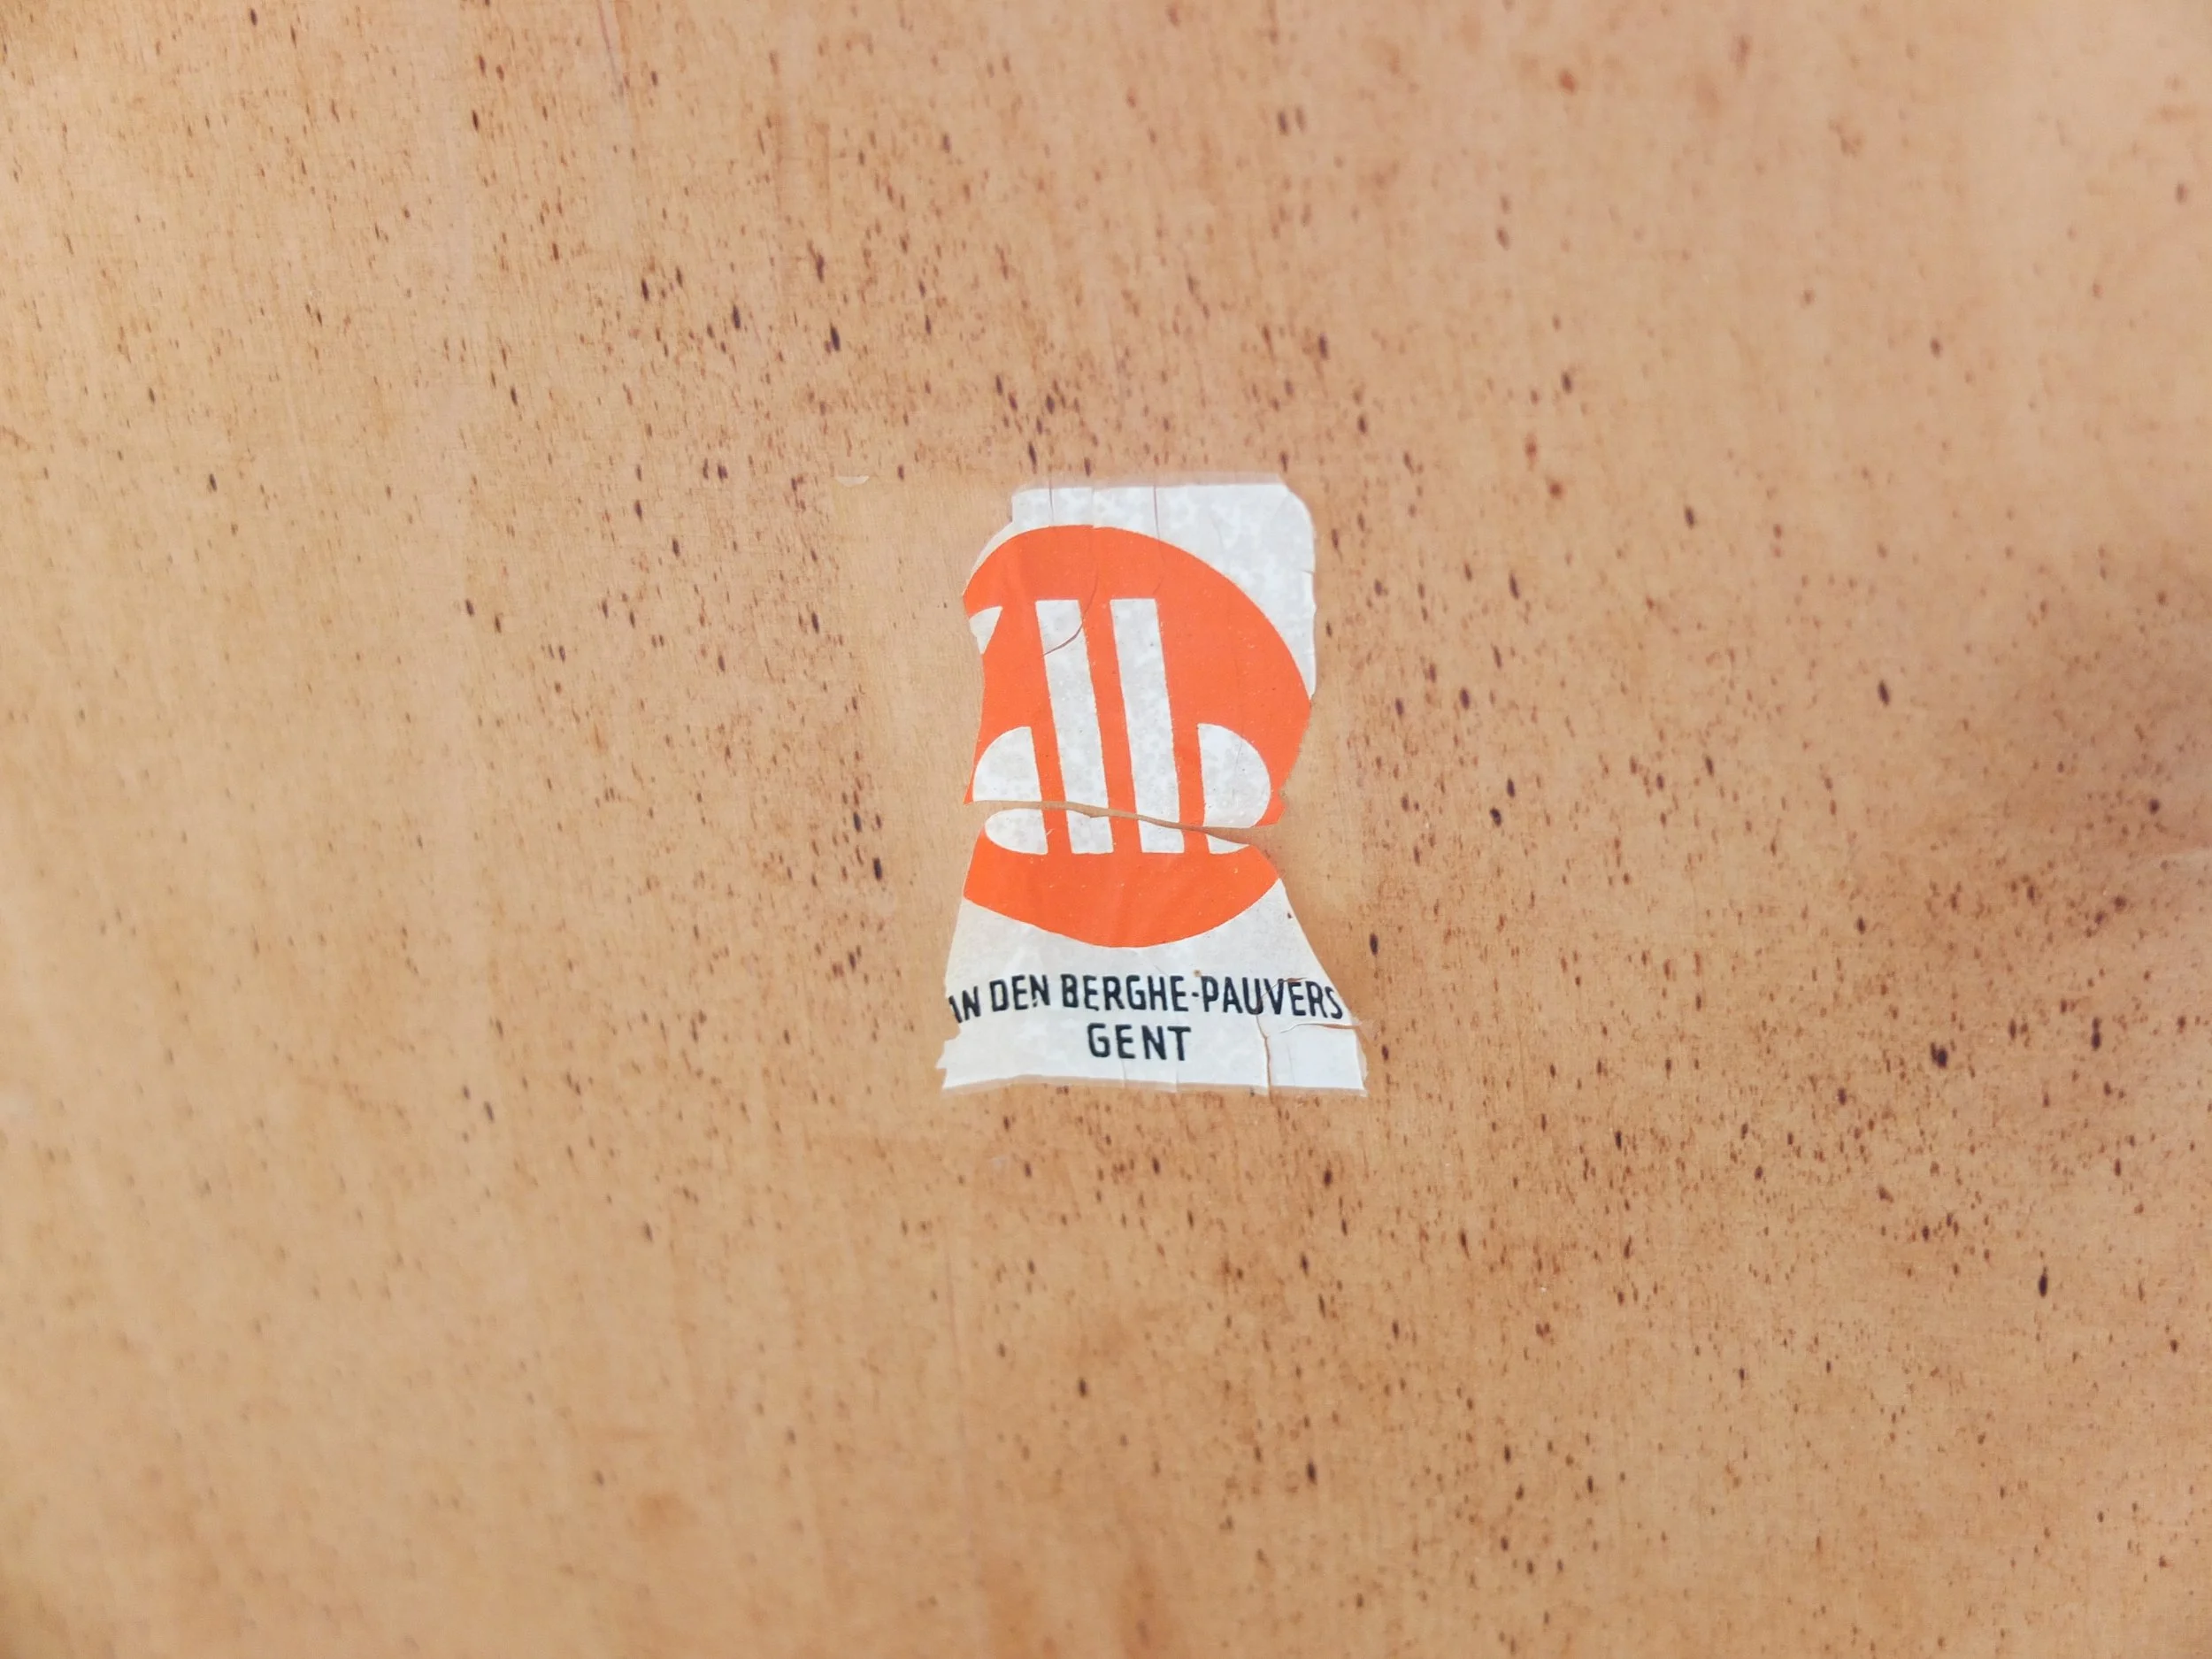 AN DEN BERGHE-PAUVERS
GENT